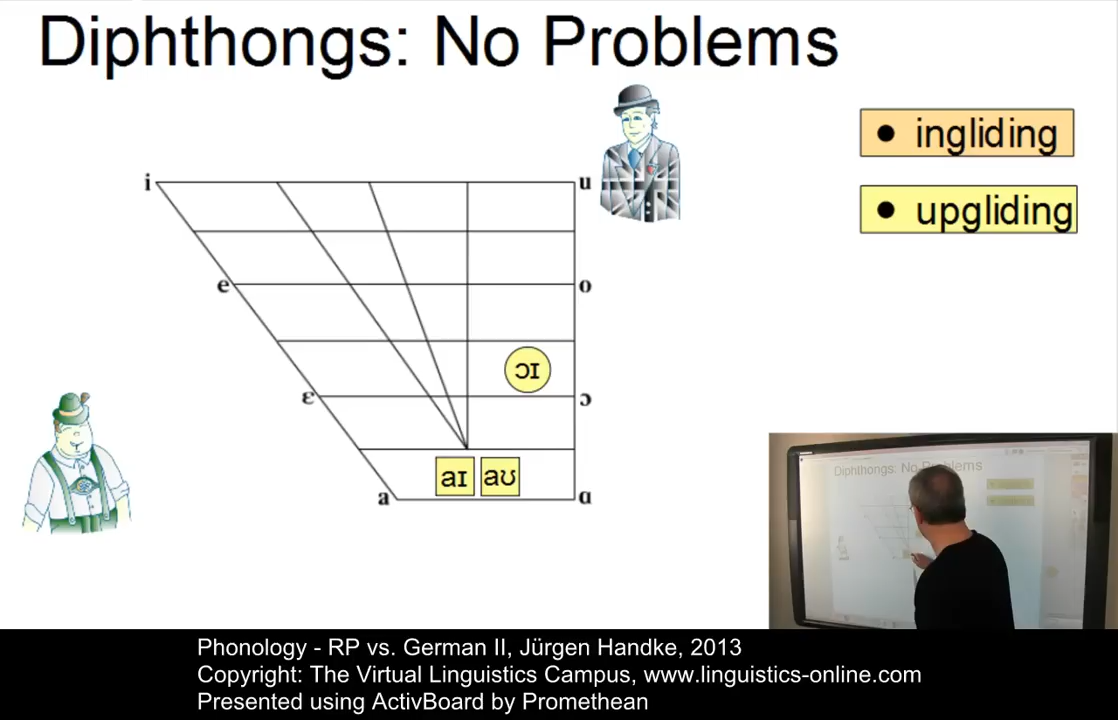 Diphthongs: No Problems
• ingliding
• upgliding
i
u
e
o
ɔɪ
ɛ
ɔ
aɪ aʊ
a
ɑ
Diphthongs: No Problems
Phonology - RP vs. German II, Jürgen Handke, 2013
Copyright: The Virtual Linguistics Campus, www.linguistics-online.com
Presented using ActivBoard by Promethean